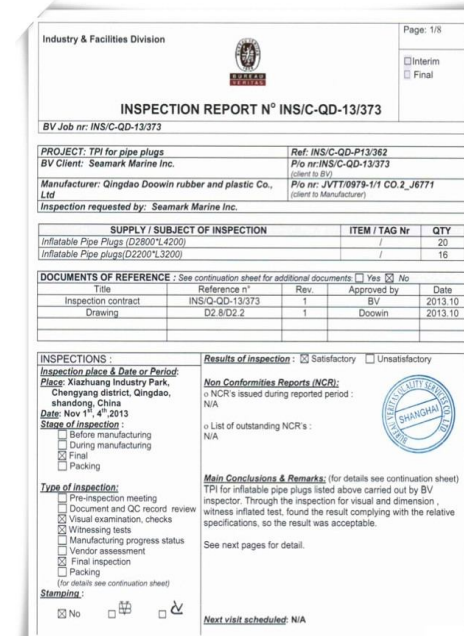 Industry & Facilities Division
Page: 1/8
BUREAU
VERITAS
Interim
Final
INSPECTION REPORT N° INS/C-QD-13/373
BV Job nr: INS/C-QD-13/373
PROJECT: TPI for pipe plugs
Ref: INS/C-QD-P13/362
BV Client: Seamark Marine Inc.
P/o nr:INS/C-QD-13/373
(client to BV)
Manufacturer: Qingdao Doowin rubber and plastic Co.,
Ltd
P/o nr: JVTT/0979-1/1 CO.2_J6771
(client to Manufacturer)
Inspection requested by: Seamark Marine Inc.
SUPPLY / SUBJECT OF INSPECTION ITEM / TAG Nr QTY
Inflatable Pipe Plugs (D2800*L4200) / 20
Inflatable Pipe plugs(D2200*L3200) / 16
DOCUMENTS OF REFERENCE : See continuation sheet for additional documents: Yes No
Title Reference n° Rev. Approved by Date
Inspection contract INS/Q-QD-13/373 1 BV 2013.10
Drawing D2.8/D2.2 1 Doowin 2013.10
INSPECTIONS :
Inspection place & Date or Period:
Place: Xiazhuang Industry Park,
Chengyang district, Qingdao,
shandong, China
Date: Nov 1st, 4th,2013
Stage of inspection :
Before manufacturing
During manufacturing
Final
Packing
Type of inspection:
Pre-inspection meeting
Document and QC record review
Visual examination, checks
Witnessing tests
Manufacturing progress status
Vendor assessment
Final inspection
Packing
(for details see continuation sheet)
Stamping :
No
Results of inspection : Satisfactory Unsatisfactory
Non Conformities Reports (NCR):
o NCR's issued during reported period :
N/A
o List of outstanding NCR's :
N/A
SHANGHAI
Main Conclusions & Remarks: (for details see continuation sheet)
TPI for inflatable pipe plugs listed above carried out by BV
inspector. Through the inspection for visual and dimension ,
witness inflated test, found the result complying with the relative
specifications, so the result was acceptable.
See next pages for detail.
Next visit scheduled: N/A